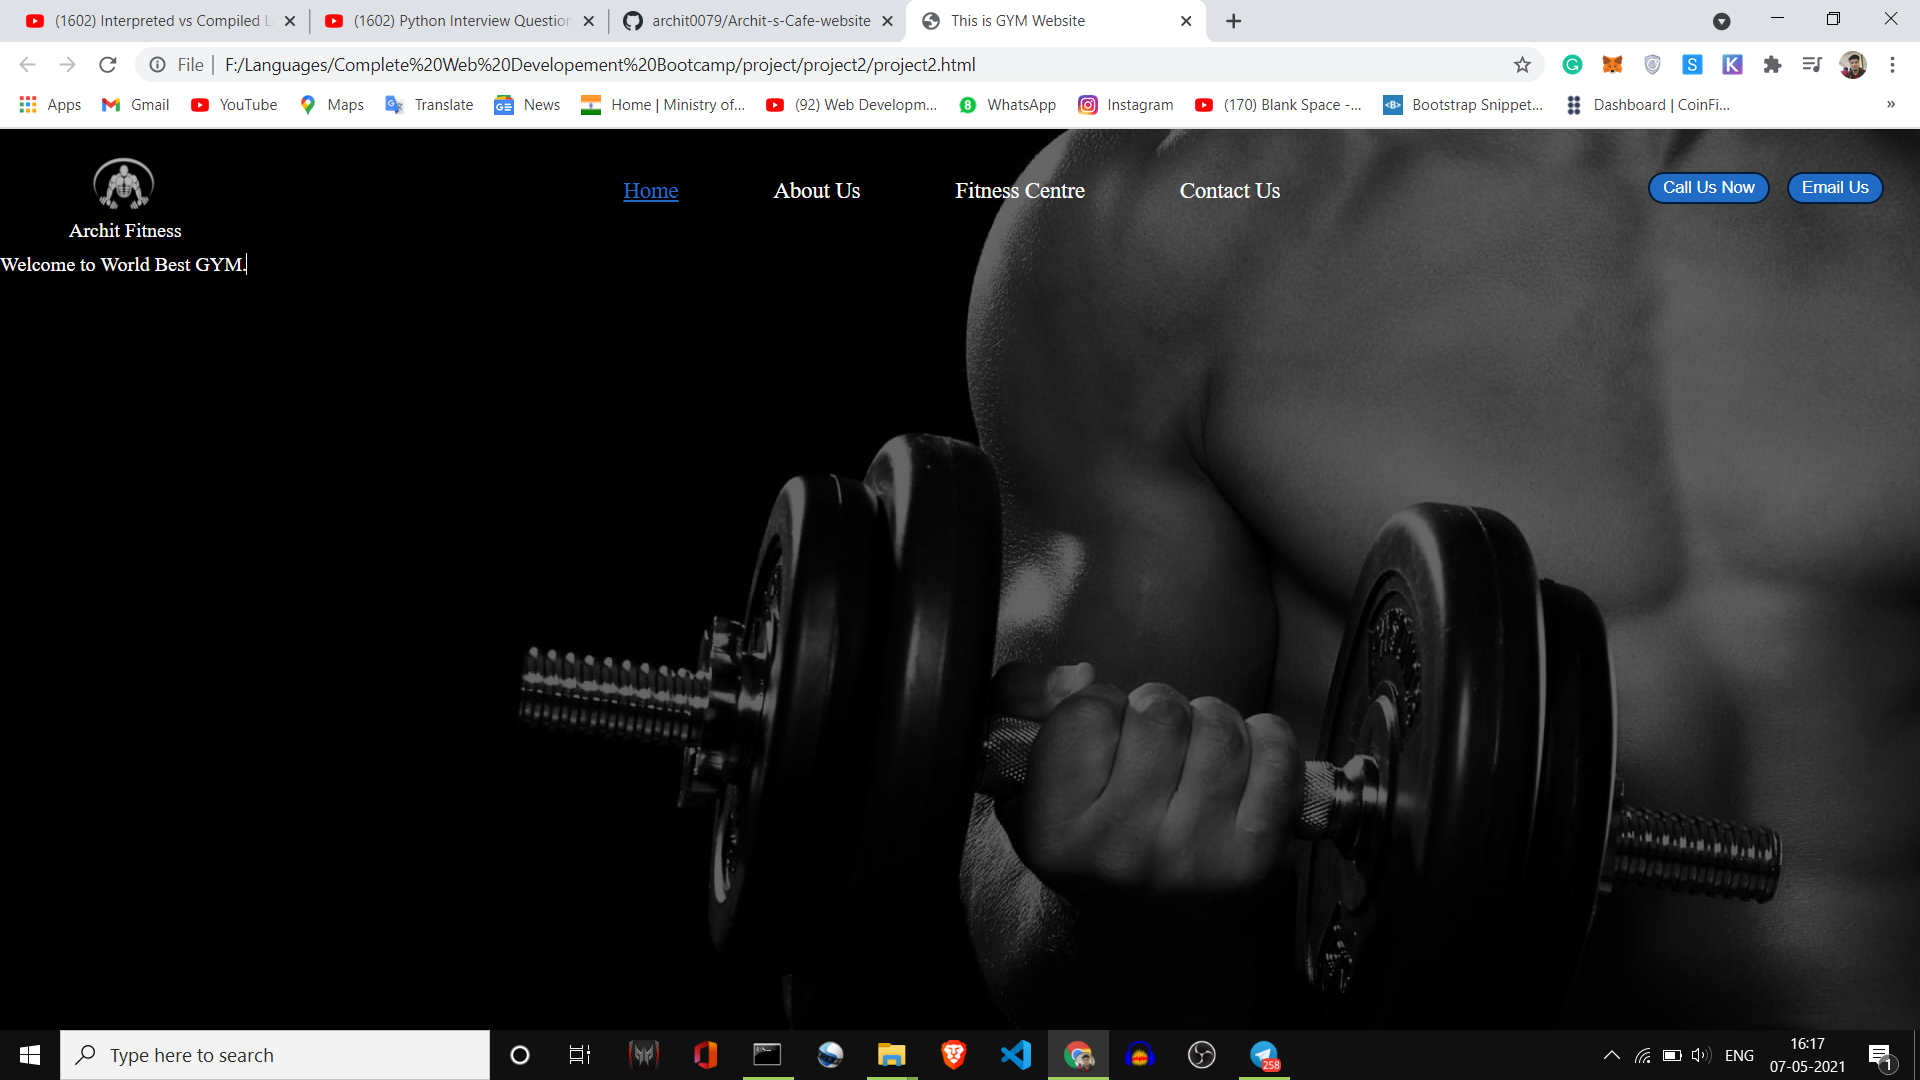 (1602) Interpreted vs Compiled L
(1602) Python Interview Question
archit0079/Archit-s-Cafe-website
This is GYM Website
File | F:/Languages/Complete%20Web%20Developement%20Bootcamp/project/project2/project2.html
Apps Gmail YouTube Maps Translate News Home | Ministry of... (92) Web Developm... WhatsApp Instagram (170) Blank Space -... Bootstrap Snippet... Dashboard | CoinFi... »
Home About Us Fitness Centre Contact Us Call Us Now Email Us
Archit Fitness
Welcome to World Best GYM.
Type here to search
258
ENG
16:17
07-05-2021
1